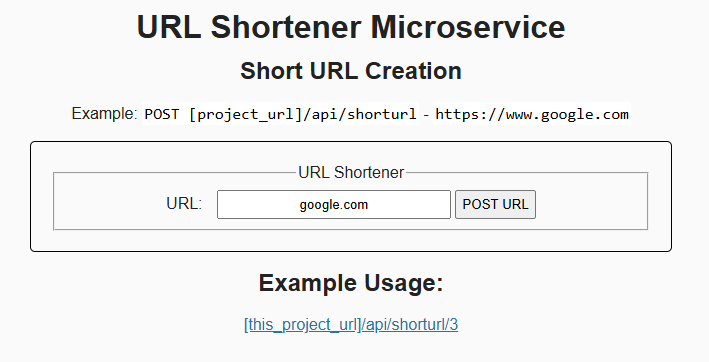 URL Shortener Microservice
Short URL Creation
Example: POST [project_url]/api/shorturl - https://www.google.com
URL Shortener
URL: google.com POST URL
Example Usage:
[this_project_url]/api/shorturl/3